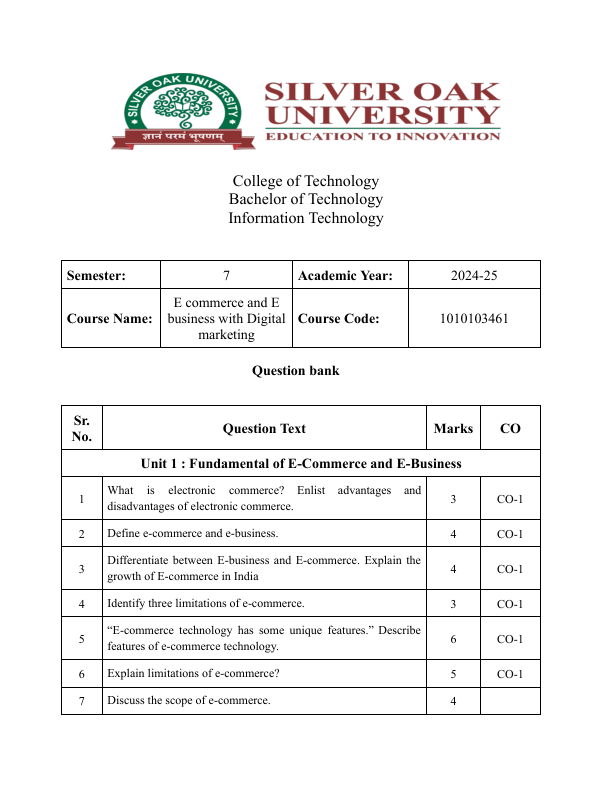 SILVER OAK UNIVERSITY
ज्ञानं परमं भूषणम्
SILVER OAK
UNIVERSITY
EDUCATION TO INNOVATION
College of Technology
Bachelor of Technology
Information Technology
Semester: 7 Academic Year: 2024-25
Course Name: E commerce and E business with Digital marketing Course Code: 1010103461
Question bank
Sr. No. Question Text Marks CO
Unit 1 : Fundamental of E-Commerce and E-Business
1 What is electronic commerce? Enlist advantages and disadvantages of electronic commerce. 3 CO-1
2 Define e-commerce and e-business. 4 CO-1
3 Differentiate between E-business and E-commerce. Explain the growth of E-commerce in India 4 CO-1
4 Identify three limitations of e-commerce. 3 CO-1
5 “E-commerce technology has some unique features.” Describe features of e-commerce technology. 6 CO-1
6 Explain limitations of e-commerce? 5 CO-1
7 Discuss the scope of e-commerce. 4